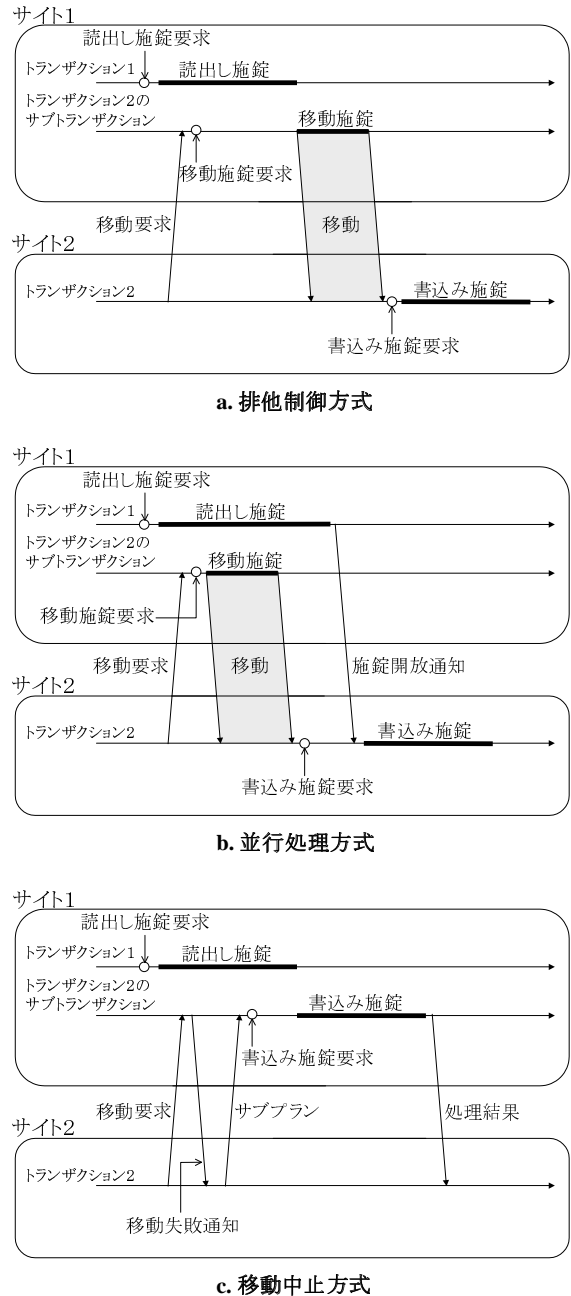 サイト1
読出し施錠要求
トランザクション1
読出し施錠
トランザクション2の
サブトランザクション
移動施錠
移動施錠要求
移動要求
移動
サイト2
トランザクション2
書込み施錠
書込み施錠要求
a. 排他制御方式
サイト1
読出し施錠要求
トランザクション1
読出し施錠
トランザクション2の
サブトランザクション
移動施錠
移動施錠要求
移動要求
移動
施錠開放通知
サイト2
トランザクション2
書込み施錠
書込み施錠要求
b. 並行処理方式
サイト1
読出し施錠要求
トランザクション1
読出し施錠
トランザクション2の
サブトランザクション
書込み施錠
書込み施錠要求
移動要求
サブプラン
処理結果
サイト2
トランザクション2
移動失敗通知
c. 移動中止方式